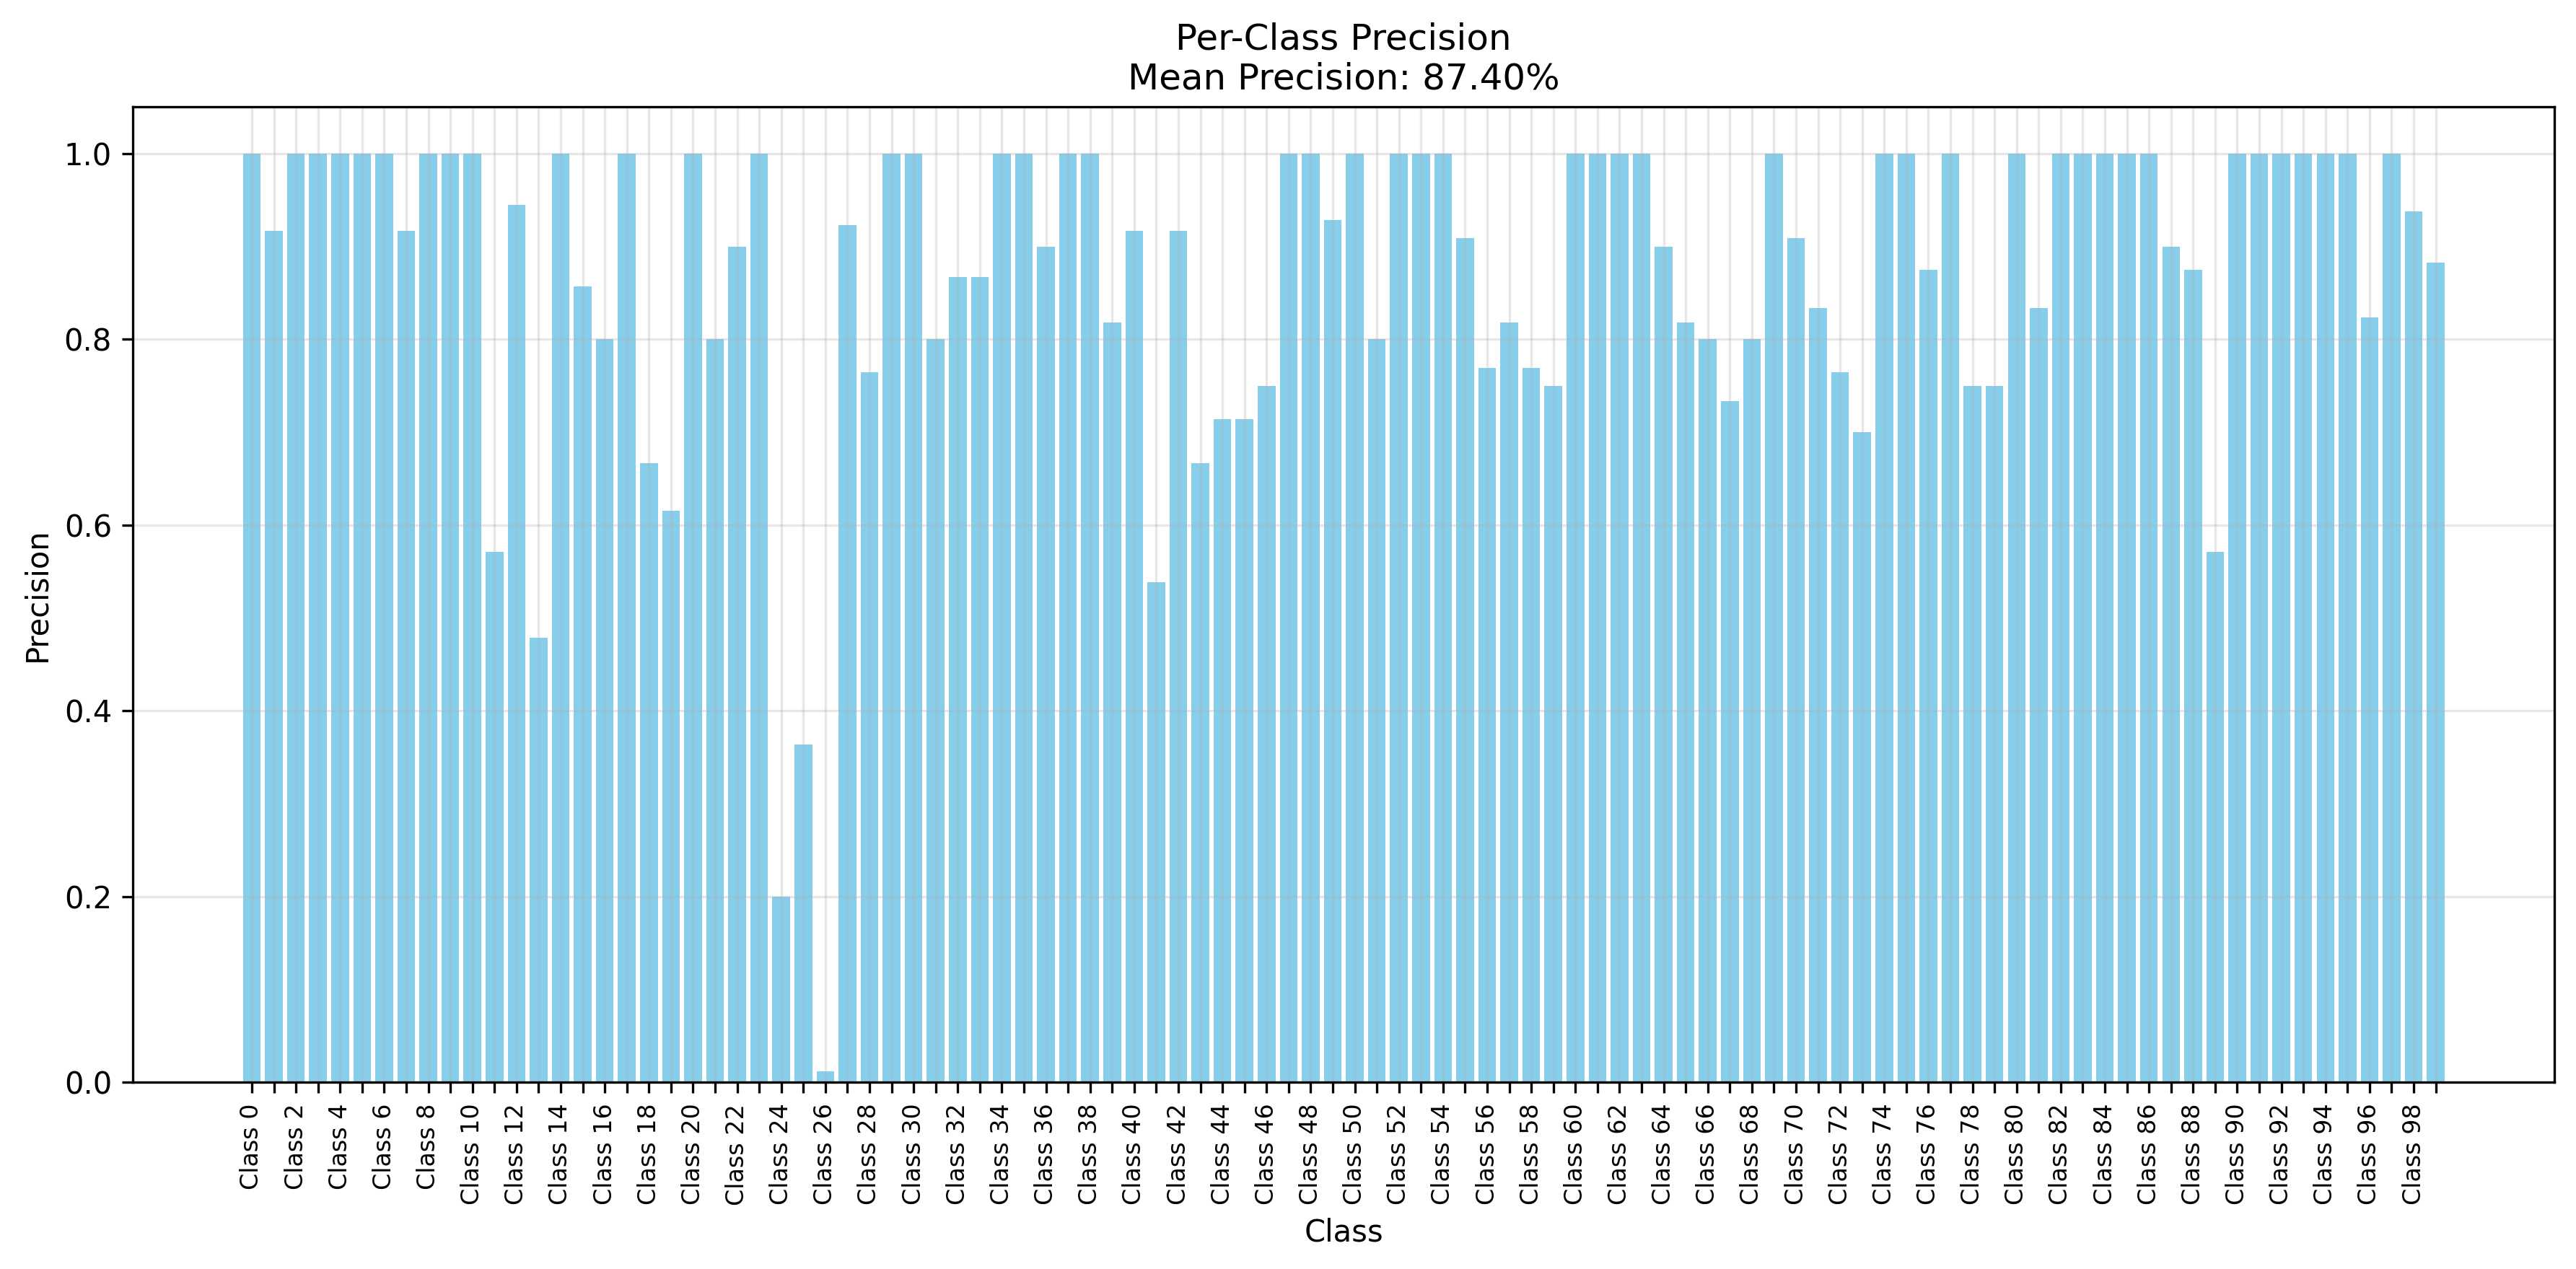 Per-Class Precision
Mean Precision: 87.40%
Precision
1.0
0.8
0.6
0.4
0.2
0.0
Class 0
Class 2
Class 4
Class 6
Class 8
Class 10
Class 12
Class 14
Class 16
Class 18
Class 20
Class 22
Class 24
Class 26
Class 28
Class 30
Class 32
Class 34
Class 36
Class 38
Class 40
Class 42
Class 44
Class 46
Class 48
Class 50
Class 52
Class 54
Class 56
Class 58
Class 60
Class 62
Class 64
Class 66
Class 68
Class 70
Class 72
Class 74
Class 76
Class 78
Class 80
Class 82
Class 84
Class 86
Class 88
Class 90
Class 92
Class 94
Class 96
Class 98
Class